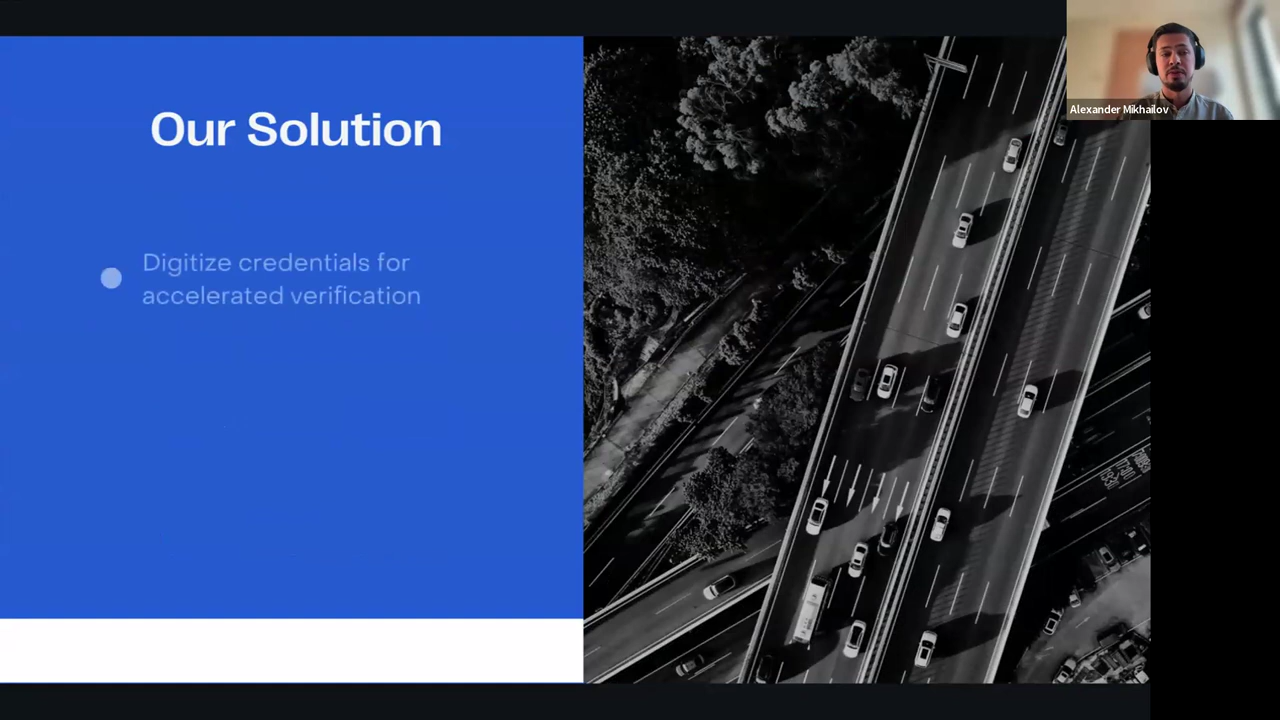 Our Solution
Digitize credentials for
accelerated verification
Alexander Mikhailov